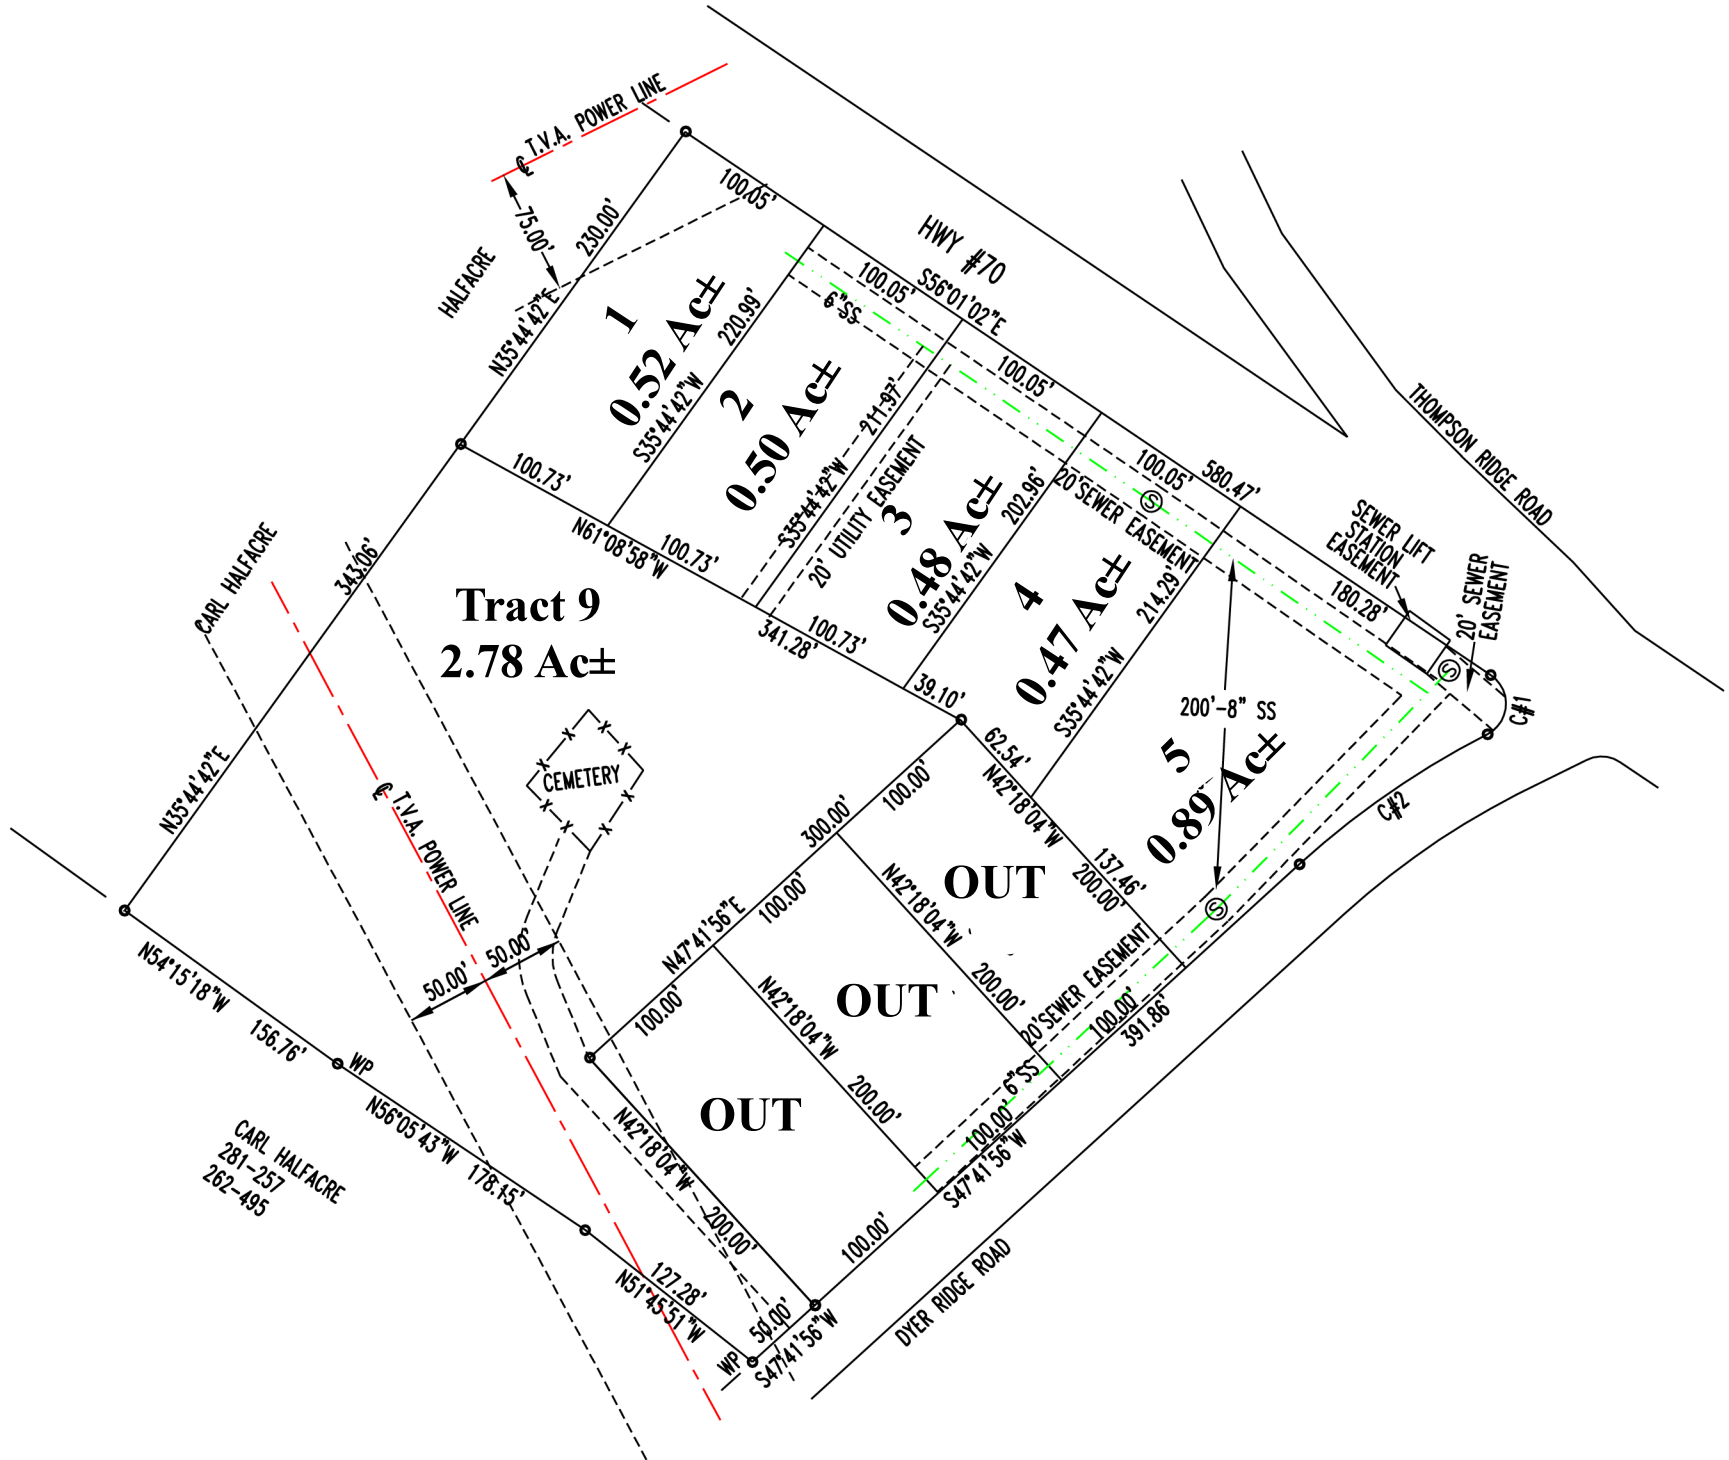 ℄ T.V.A. POWER LINE
75.00'
HALFACRE
230.00'
N35°44'42"E
100.05'
HWY #70
S56°01'02"E
100.05'
6"SS
100.05'
100.05'
580.47'
180.28'
THOMPSON RIDGE ROAD
SEWER LIFT
STATION
EASEMENT
20' SEWER
EASEMENT
C#1
C#2
1
0.52 Ac±
220.99'
S35°44'42"W
2
0.50 Ac±
211.97'
S35°44'42"W
20' UTILITY EASEMENT
3
0.48 Ac±
202.96'
S35°44'42"W
20'SEWER EASEMENT
S
4
0.47 Ac±
214.29'
S35°44'42"W
200'-8" SS
S
5
0.89 Ac±
100.73'
N61°08'58"W
100.73'
341.28'
100.73'
39.10'
62.54'
N42°18'04"W
137.46'
200.00'
CARL HALFACRE
343.06'
N35°44'42"E
Tract 9
2.78 Ac±
CEMETERY
℄ T.V.A. POWER LINE
50.00'
50.00'
300.00'
100.00'
N47°41'56"E
100.00'
100.00'
OUT
N42°18'04"W
200.00'
OUT
N42°18'04"W
200.00'
OUT
N42°18'04"W
200.00'
S
20'SEWER EASEMENT
6"SS
100.00'
391.86'
100.00'
S47°41'56"W
100.00'
50.00'
S47°41'56"W
DYER RIDGE ROAD
N54°15'18"W
156.76'
WP
N56°05'43"W
178.15'
127.28'
N51°45'51"W
WP
CARL HALFACRE
281-257
262-495